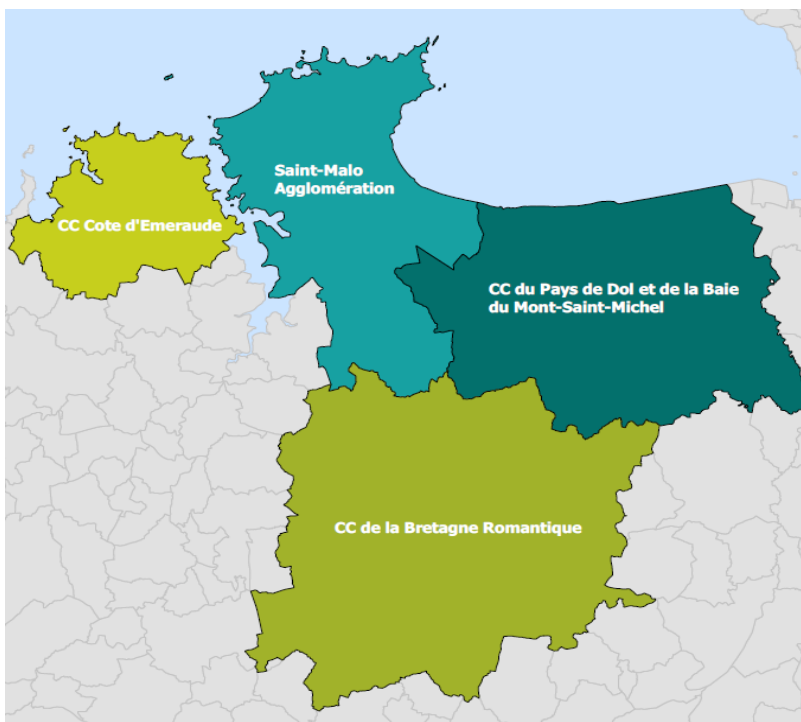 Saint-Malo
Agglomération
CC Cote d'Emeraude
CC du Pays de Dol et de la Baie
du Mont-Saint-Michel
CC de la Bretagne Romantique